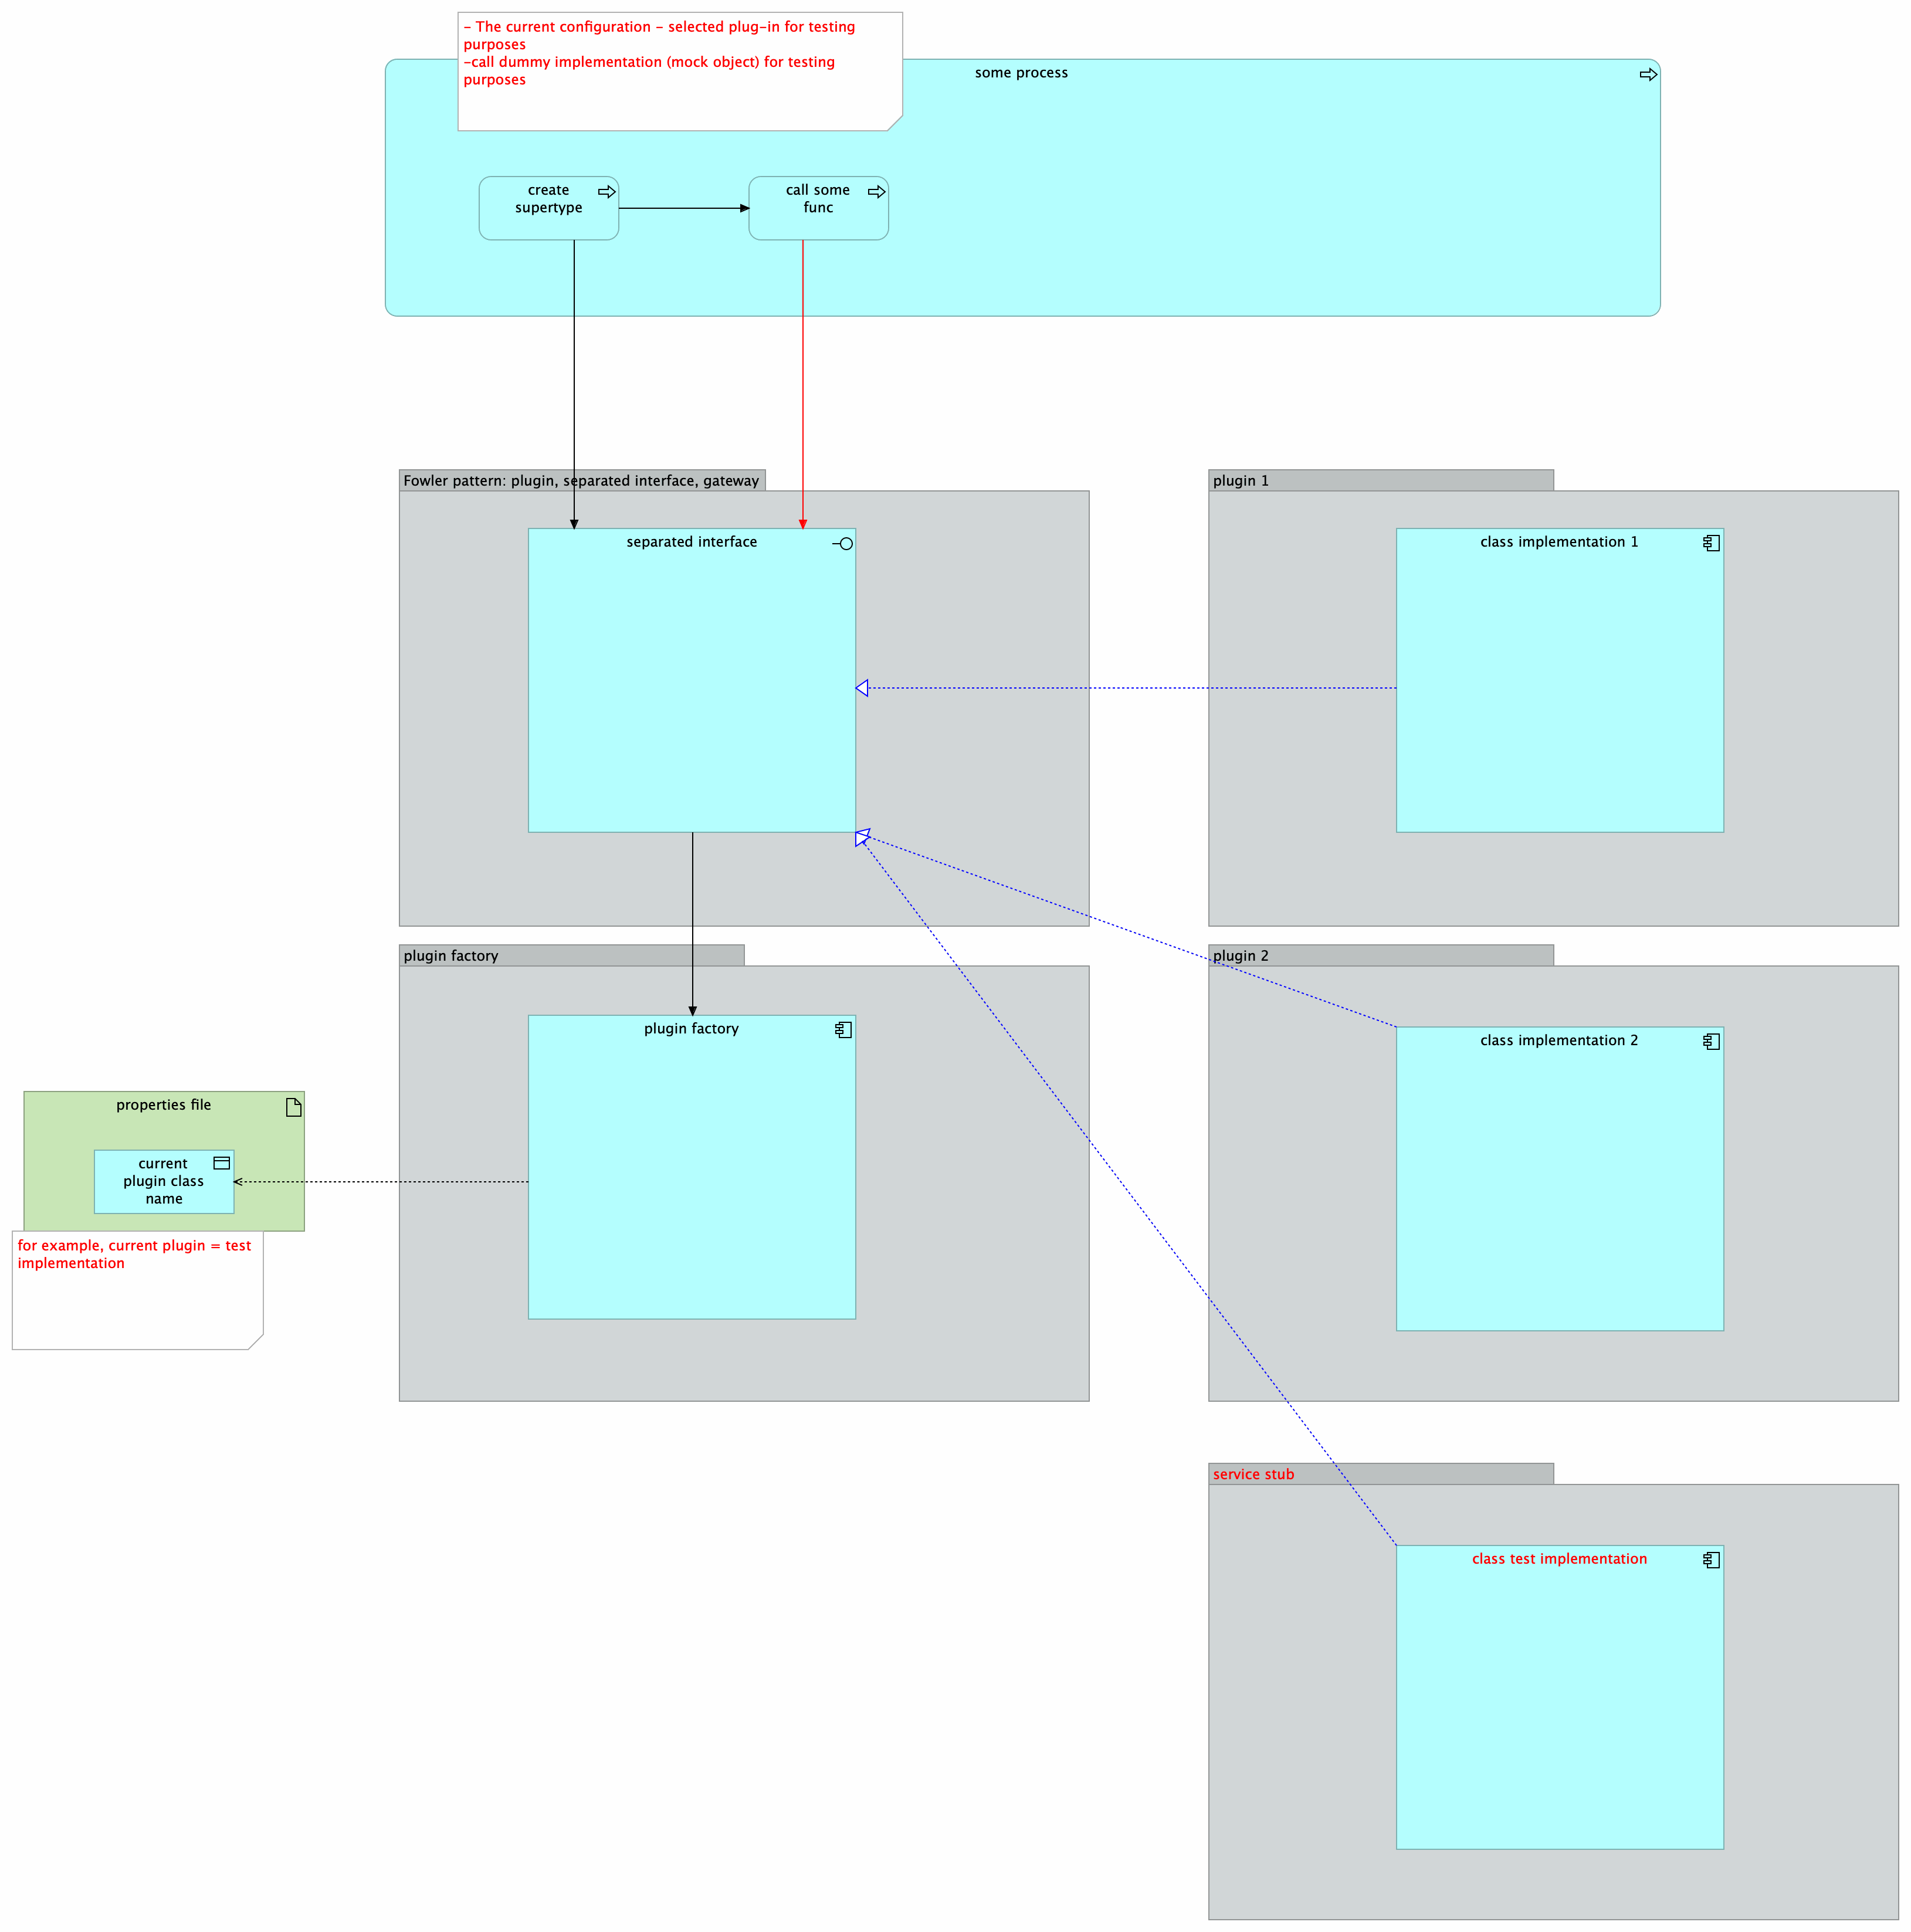 - The current configuration - selected plug-in for testing
purposes
-call dummy implementation (mock object) for testing
purposes
some process
create
supertype
call some
func
Fowler pattern: plugin, separated interface, gateway
plugin 1
separated interface
class implementation 1
plugin factory
plugin 2
plugin factory
class implementation 2
properties file
current
plugin class
name
for example, current plugin = test
implementation
service stub
class test implementation